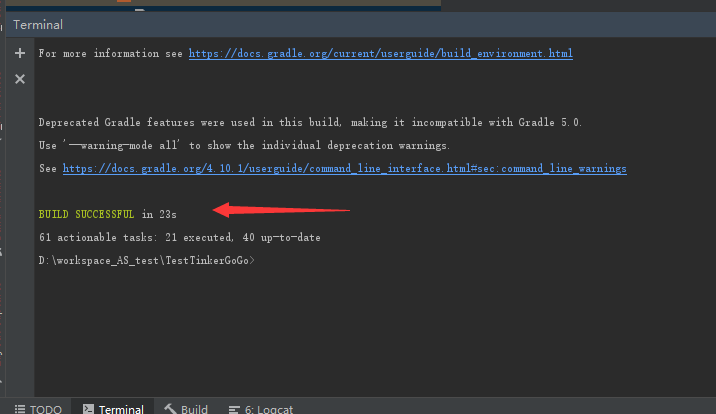 Terminal
For more information see https://docs.gradle.org/current/userguide/build_environment.html
Deprecated Gradle features were used in this build, making it incompatible with Gradle 5.0.
Use '--warning-mode all' to show the individual deprecation warnings.
See https://docs.gradle.org/4.10.1/userguide/command_line_interface.html#sec:command_line_warnings
BUILD SUCCESSFUL in 23s
61 actionable tasks: 21 executed, 40 up-to-date
D:\workspace_AS_test\TestTinkerGoGo>
TODO Terminal Build 6: Logcat